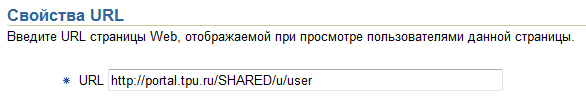 Свойства URL
Введите URL страницы Web, отображаемой при просмотре пользователями данной страницы.
* URL http://portal.tpu.ru/SHARED/u/user